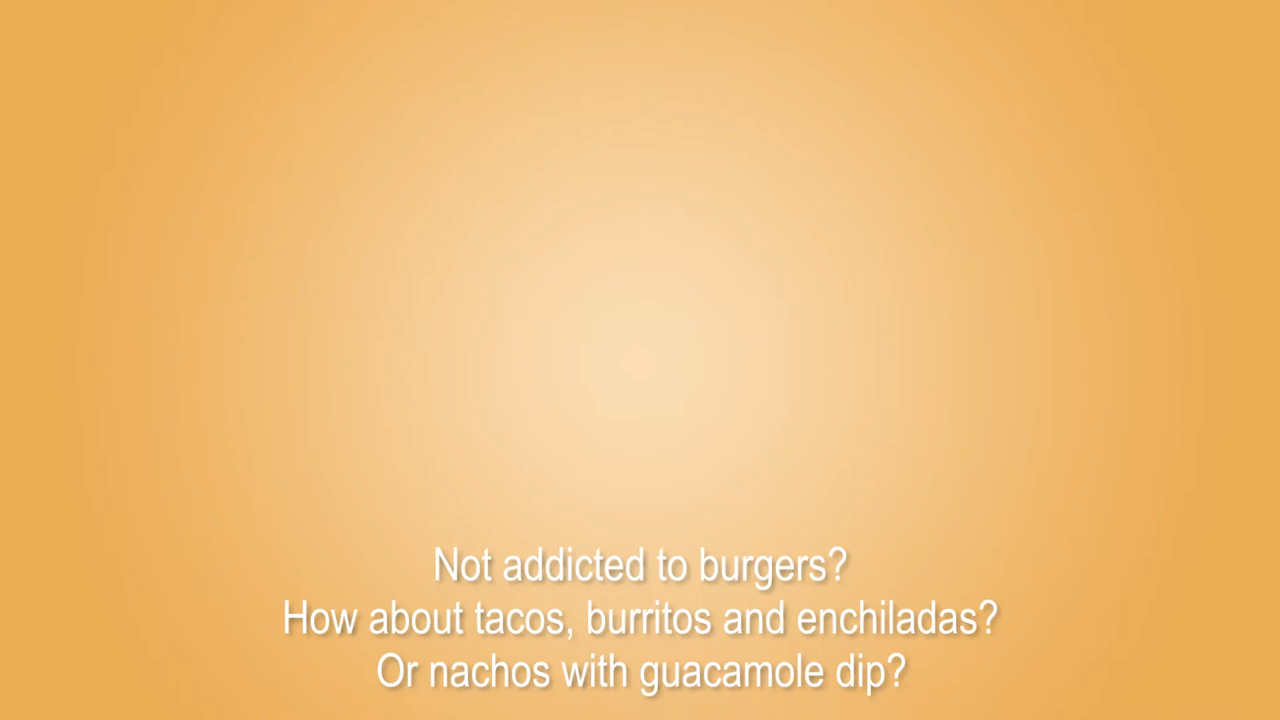 Not addicted to burgers?
How about tacos, burritos and enchiladas?
Or nachos with guacamole dip?